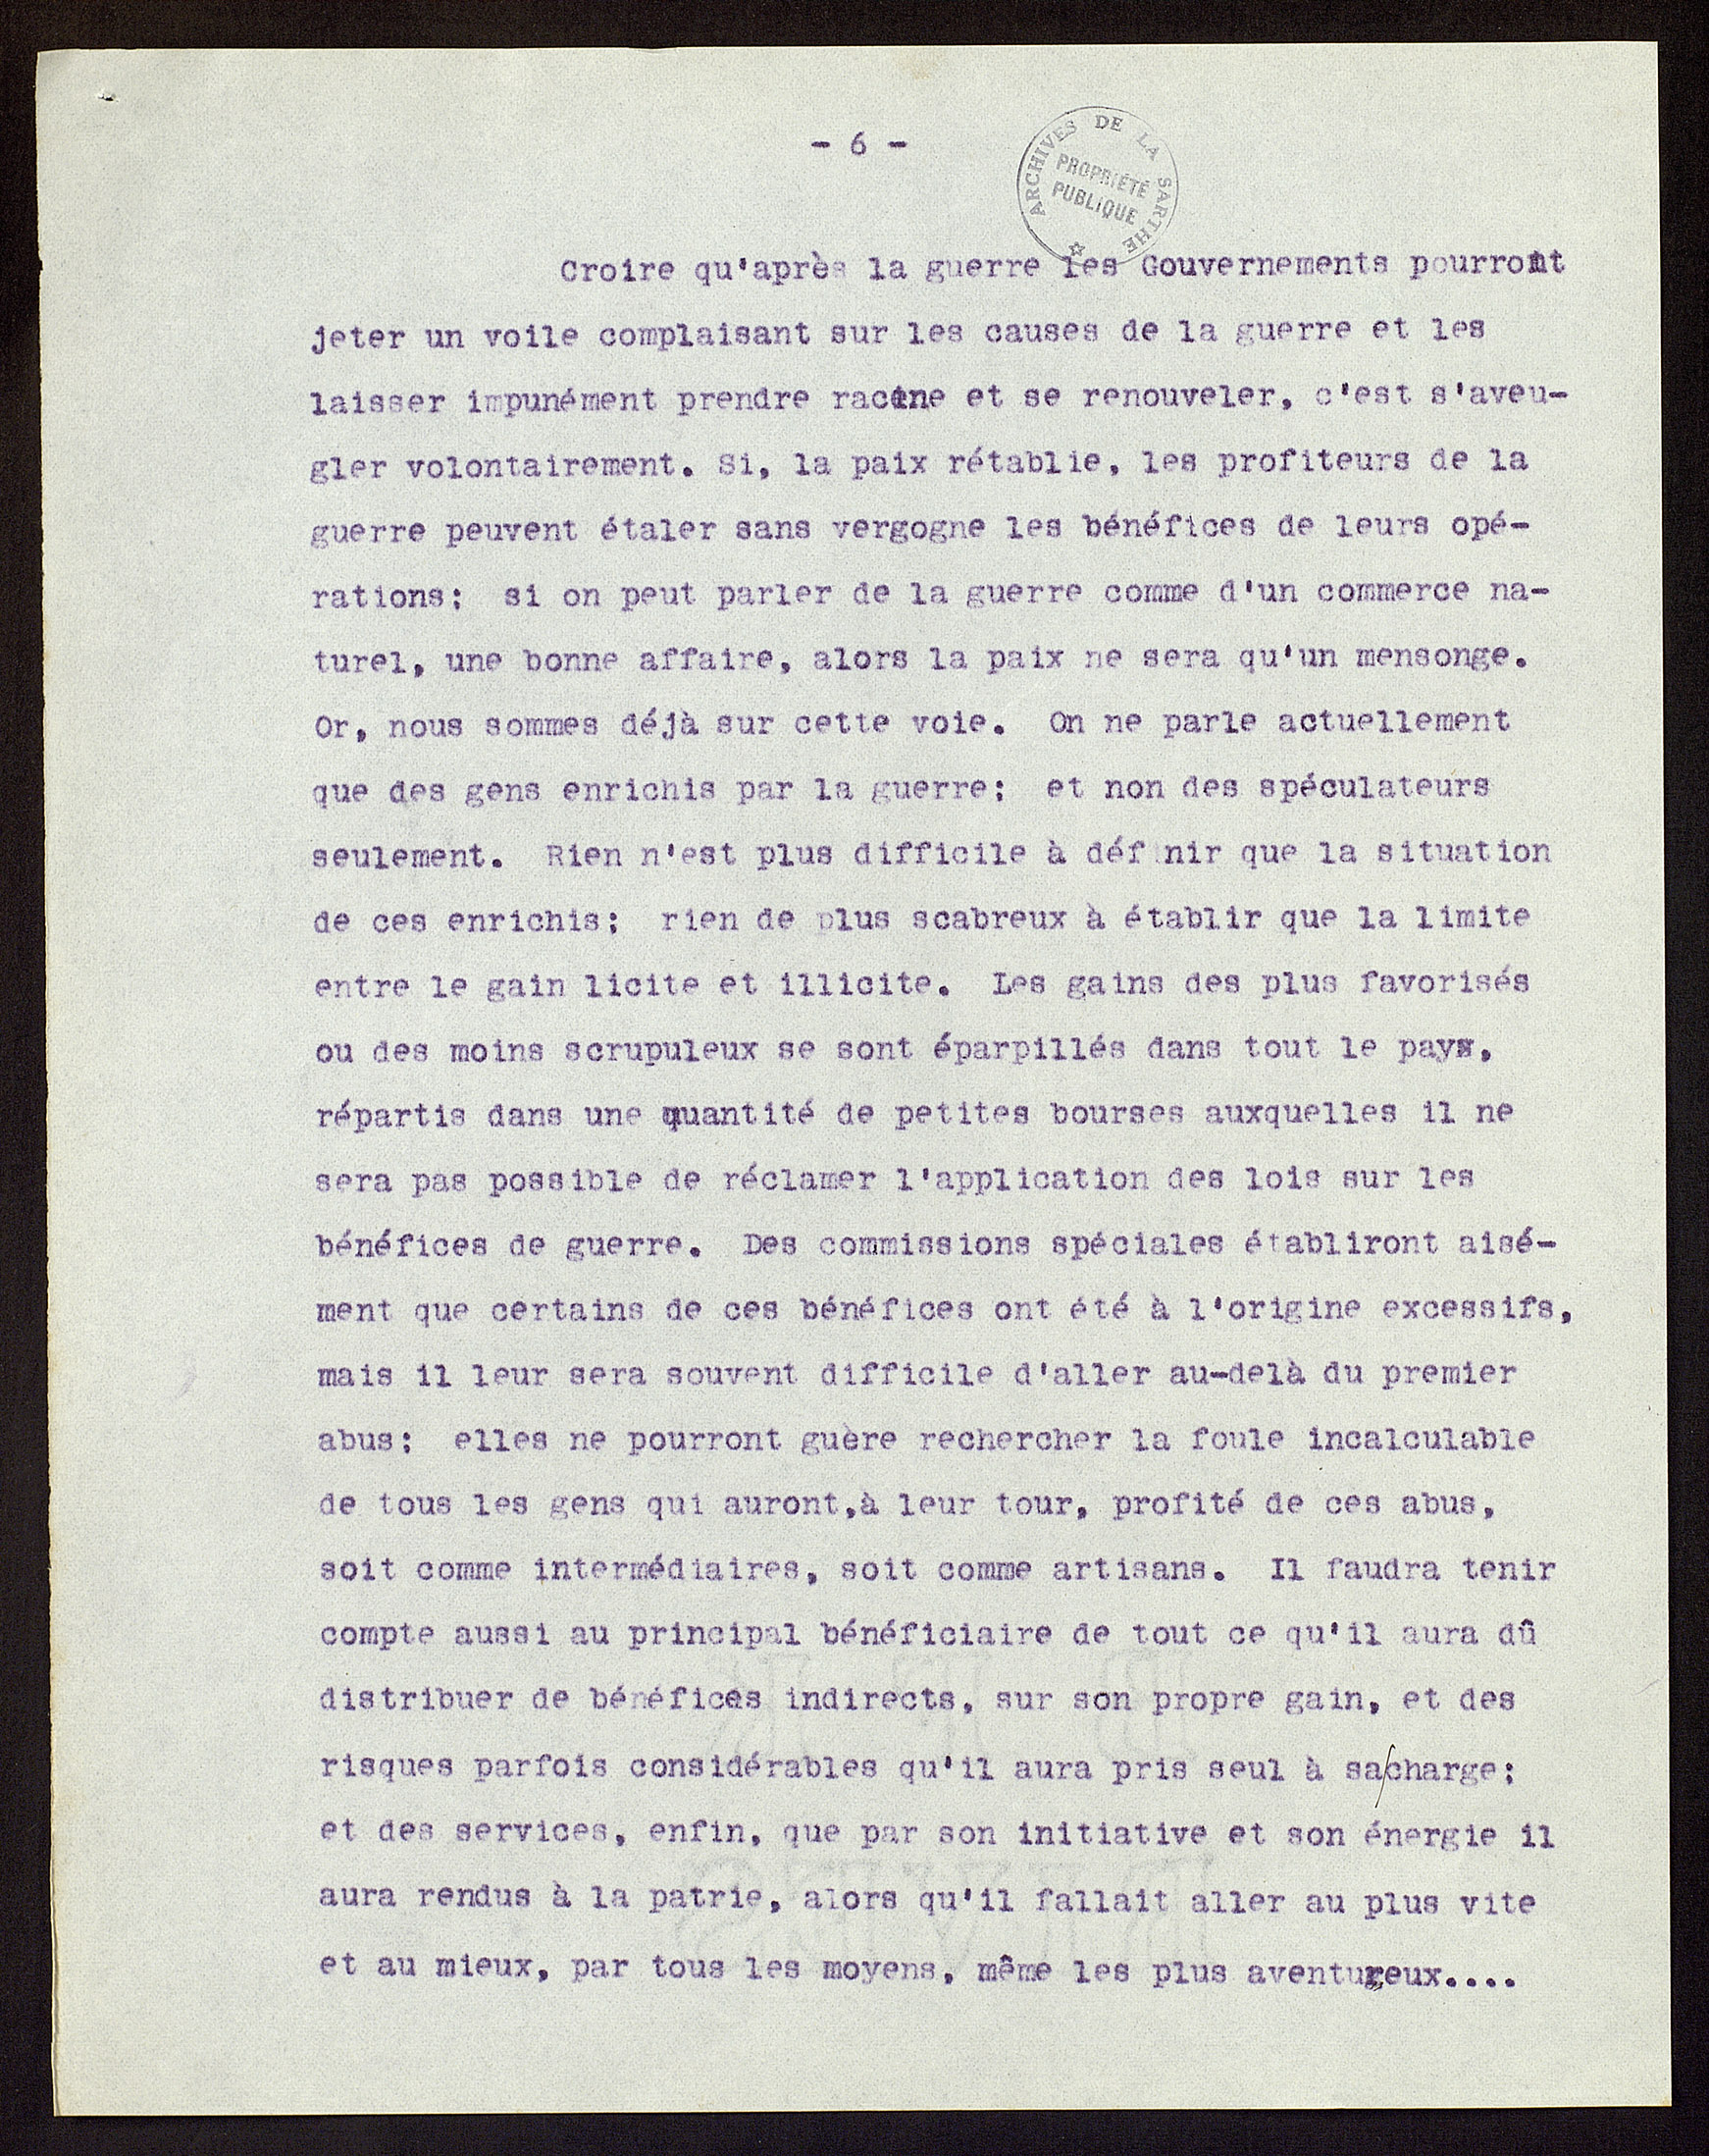 - 6 -
ARCHIVES DE LA SARTHE
PROPRIÉTÉ
PUBLIQUE
Croire qu'après la guerre les Gouvernements pourront
jeter un voile complaisant sur les causes de la guerre et les
laisser impunément prendre racine et se renouveler, c'est s'aveu-
gler volontairement. Si, la paix rétablie, les profiteurs de la
guerre peuvent étaler sans vergogne les bénéfices de leurs opé-
rations; si on peut parler de la guerre comme d'un commerce na-
turel, une bonne affaire, alors la paix ne sera qu'un mensonge.
Or, nous sommes déjà sur cette voie. On ne parle actuellement
que des gens enrichis par la guerre; et non des spéculateurs
seulement. Rien n'est plus difficile à définir que la situation
de ces enrichis; rien de plus scabreux à établir que la limite
entre le gain licite et illicite. Les gains des plus favorisés
ou des moins scrupuleux se sont éparpillés dans tout le pays,
répartis dans une quantité de petites bourses auxquelles il ne
sera pas possible de réclamer l'application des lois sur les
bénéfices de guerre. Des commissions spéciales établiront aisé-
ment que certains de ces bénéfices ont été à l'origine excessifs,
mais il leur sera souvent difficile d'aller au-delà du premier
abus; elles ne pourront guère rechercher la foule incalculable
de tous les gens qui auront,à leur tour, profité de ces abus,
soit comme intermédiaires, soit comme artisans. Il faudra tenir
compte aussi au principal bénéficiaire de tout ce qu'il aura dû
distribuer de bénéfices indirects, sur son propre gain, et des
risques parfois considérables qu'il aura pris seul à sa/charge;
et des services, enfin, que par son initiative et son énergie il
aura rendus à la patrie, alors qu'il fallait aller au plus vite
et au mieux, par tous les moyens, même les plus aventureux....